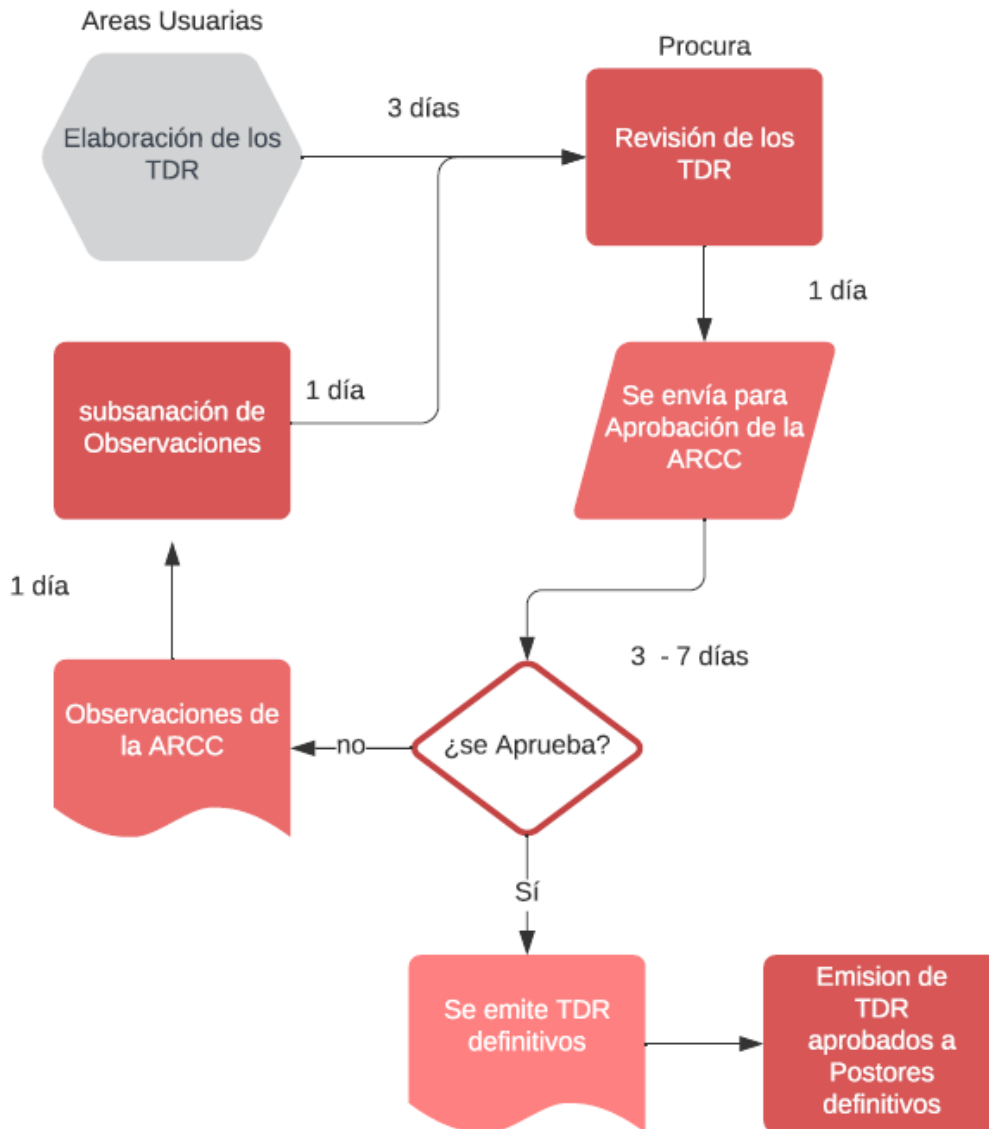 Areas Usuarias
Procura
Elaboración de los
TDR
3 días
Revisión de los
TDR
1 día
subsanación de
Observaciones
1 día
Se envía para
Aprobación de la
ARCC
1 día
3 - 7 días
Observaciones de
la ARCC
no
¿se Aprueba?
Sí
Se emite TDR
definitivos
Emision de
TDR
aprobados a
Postores
definitivos